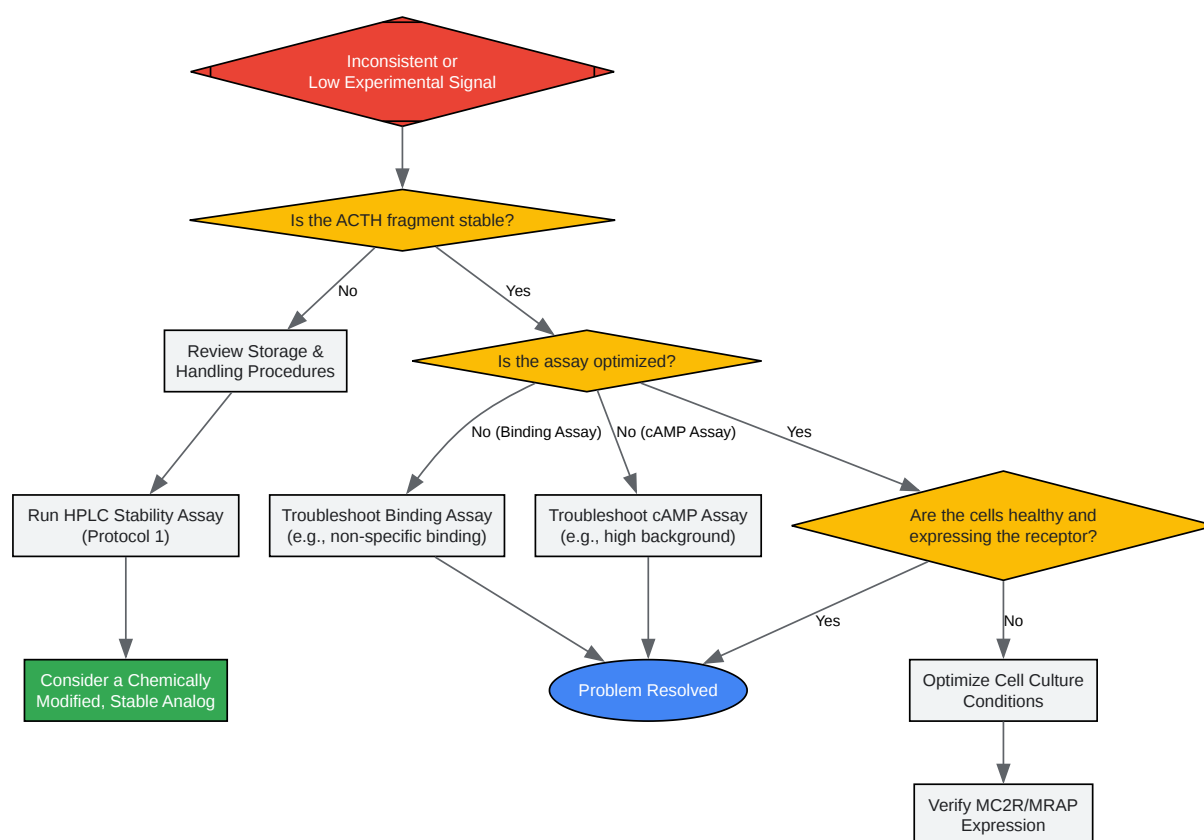 Inconsistent or
Low Experimental Signal
Is the ACTH fragment stable?
No
Yes
Review Storage &
Handling Procedures
Is the assay optimized?
No (Binding Assay)
No (cAMP Assay)
Yes
Run HPLC Stability Assay
(Protocol 1)
Troubleshoot Binding Assay
(e.g., non-specific binding)
Troubleshoot cAMP Assay
(e.g., high background)
Are the cells healthy and
expressing the receptor?
Yes
No
Consider a Chemically
Modified, Stable Analog
Problem Resolved
Optimize Cell Culture
Conditions
Verify MC2R/MRAP
Expression